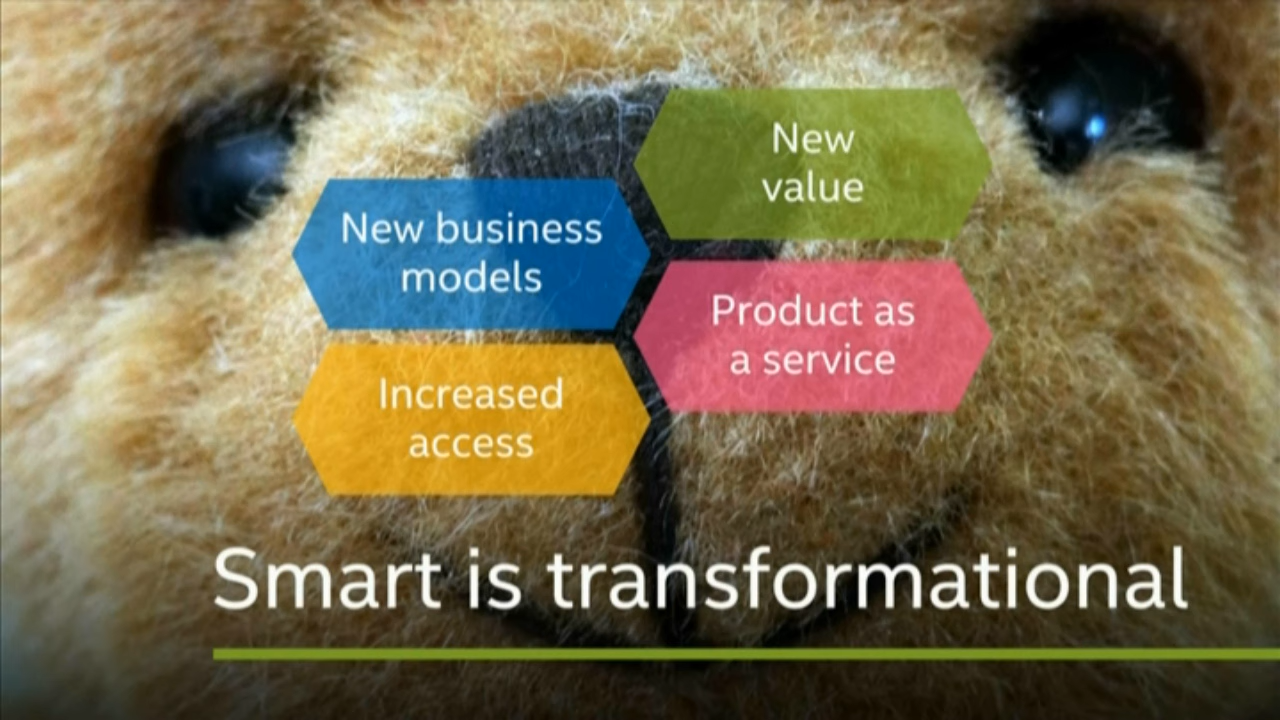 New
value
New business
models
Product as
a service
Increased
access
Smart is transformational